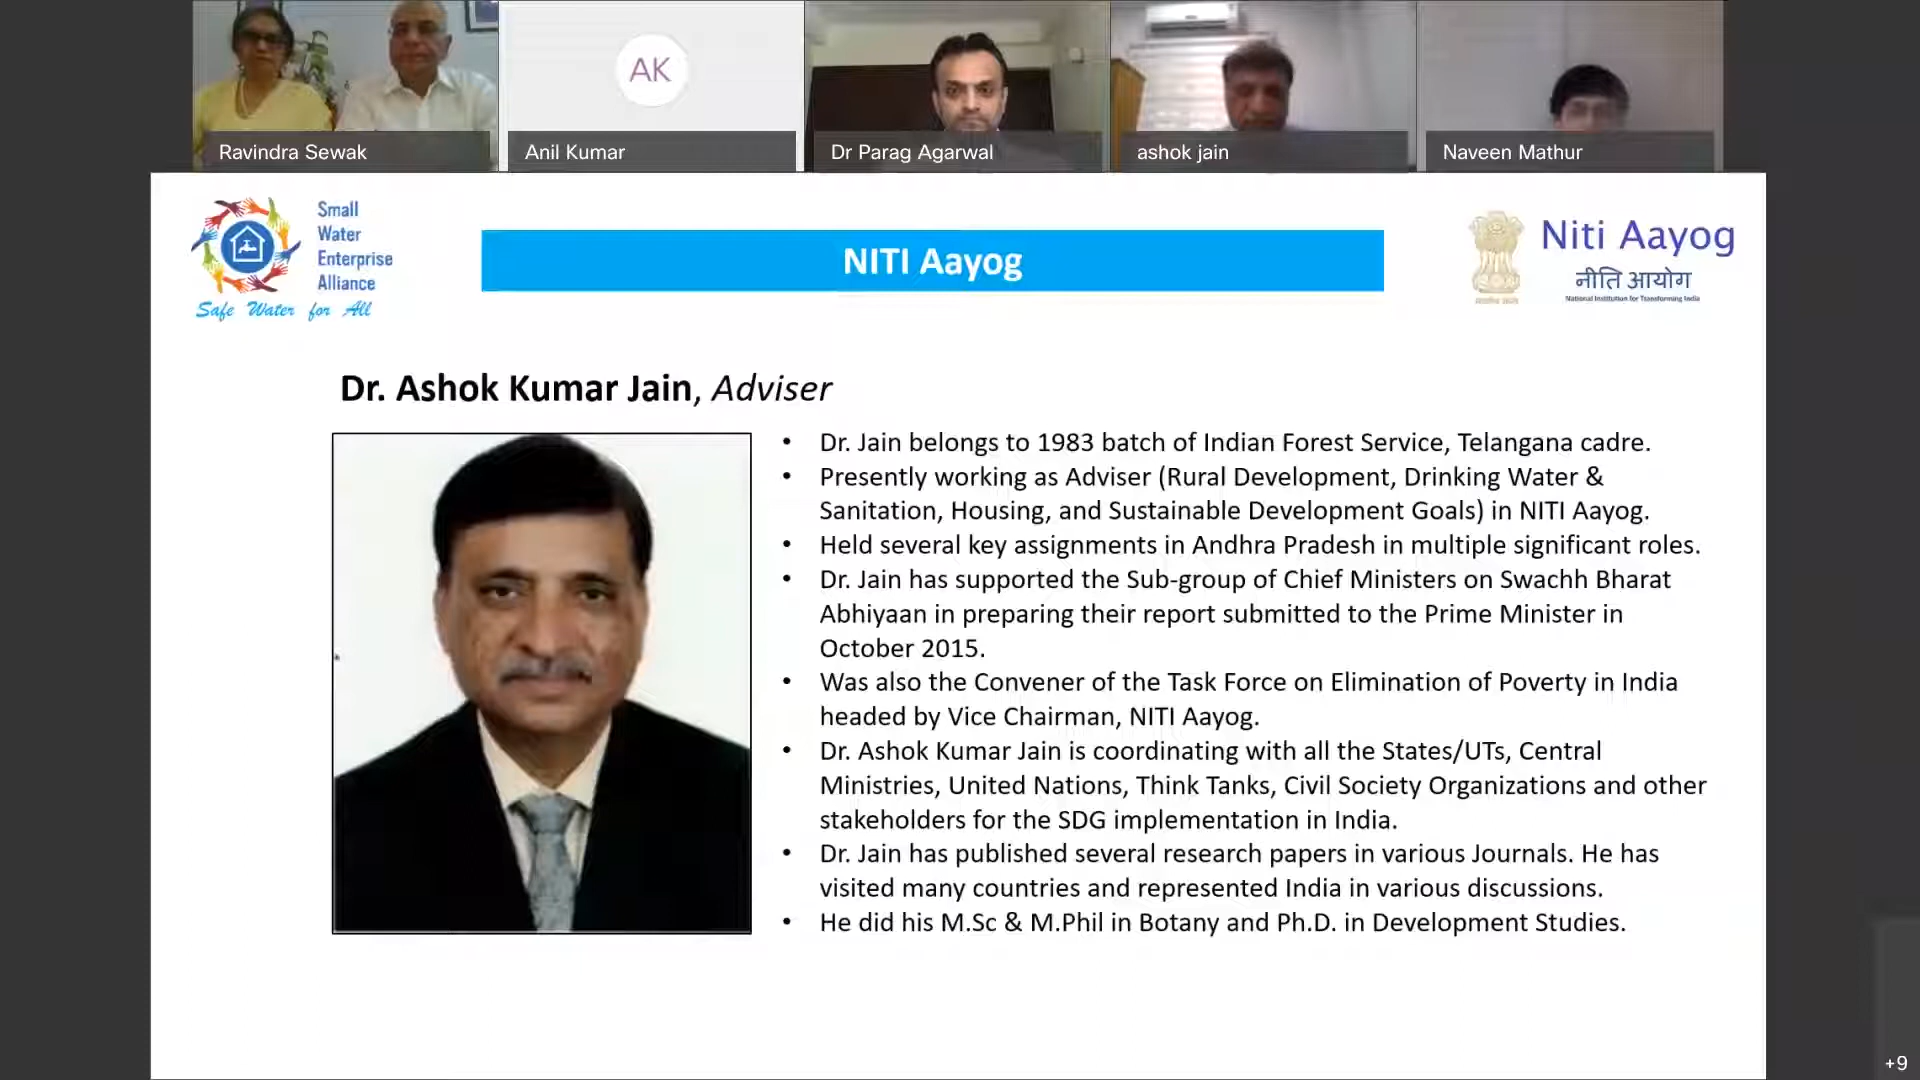 AK
Ravindra Sewak
Anil Kumar
Dr Parag Agarwal
ashok jain
Naveen Mathur
Small
Water
Enterprise
Alliance
Safe Water for All
NITI Aayog
Niti Aayog
नीति आयोग
National Institution for Transforming India
Dr. Ashok Kumar Jain, Adviser
• Dr. Jain belongs to 1983 batch of Indian Forest Service, Telangana cadre.
• Presently working as Adviser (Rural Development, Drinking Water &
Sanitation, Housing, and Sustainable Development Goals) in NITI Aayog.
• Held several key assignments in Andhra Pradesh in multiple significant roles.
• Dr. Jain has supported the Sub-group of Chief Ministers on Swachh Bharat
Abhiyaan in preparing their report submitted to the Prime Minister in
October 2015.
• Was also the Convener of the Task Force on Elimination of Poverty in India
headed by Vice Chairman, NITI Aayog.
• Dr. Ashok Kumar Jain is coordinating with all the States/UTs, Central
Ministries, United Nations, Think Tanks, Civil Society Organizations and other
stakeholders for the SDG implementation in India.
• Dr. Jain has published several research papers in various Journals. He has
visited many countries and represented India in various discussions.
• He did his M.Sc & M.Phil in Botany and Ph.D. in Development Studies.
+9